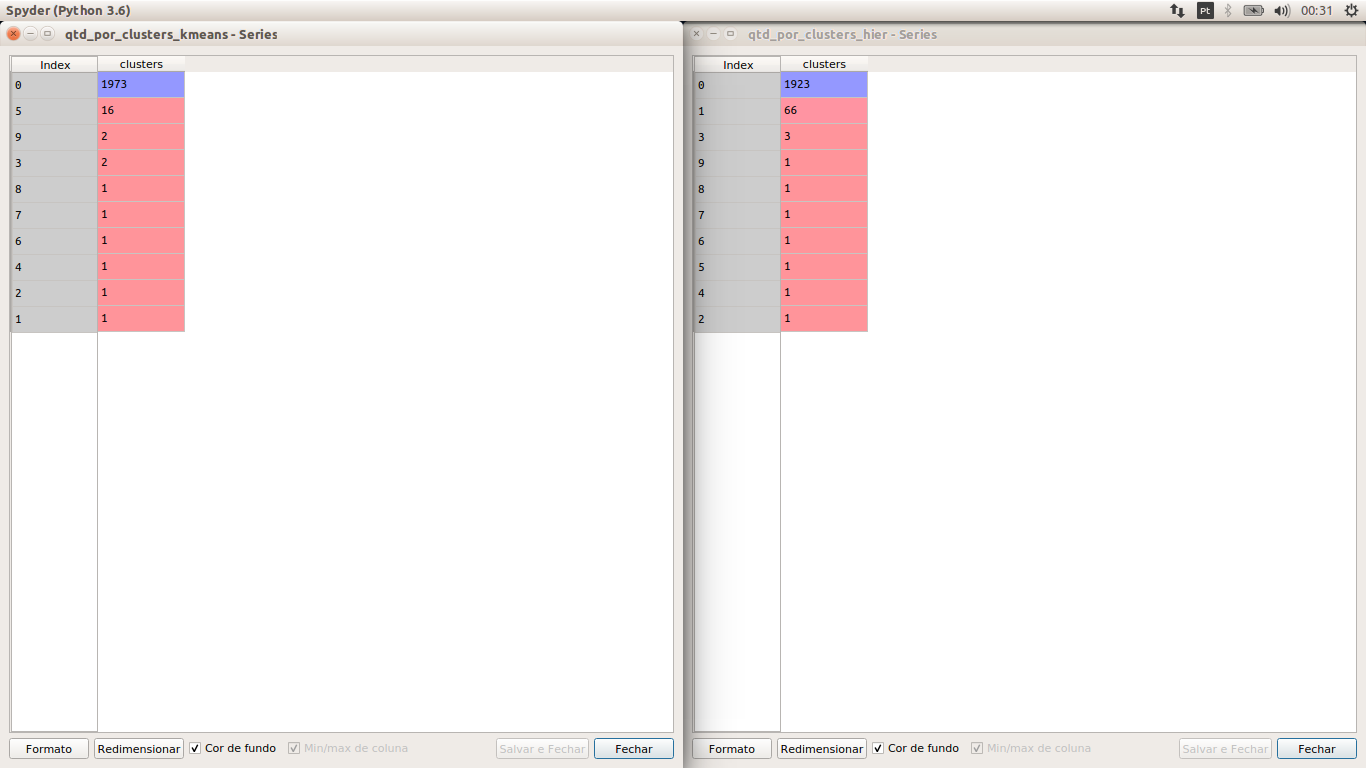 Spyder (Python 3.6)
Pt
00:31
qtd_por_clusters_kmeans - Series
Index clusters
0 1973
5 16
9 2
3 2
8 1
7 1
6 1
4 1
2 1
1 1
Formato Redimensionar Cor de fundo Min/max de coluna Salvar e Fechar Fechar
qtd_por_clusters_hier - Series
Index clusters
0 1923
1 66
3 3
9 1
8 1
7 1
6 1
5 1
4 1
2 1
Formato Redimensionar Cor de fundo Min/max de coluna Salvar e Fechar Fechar